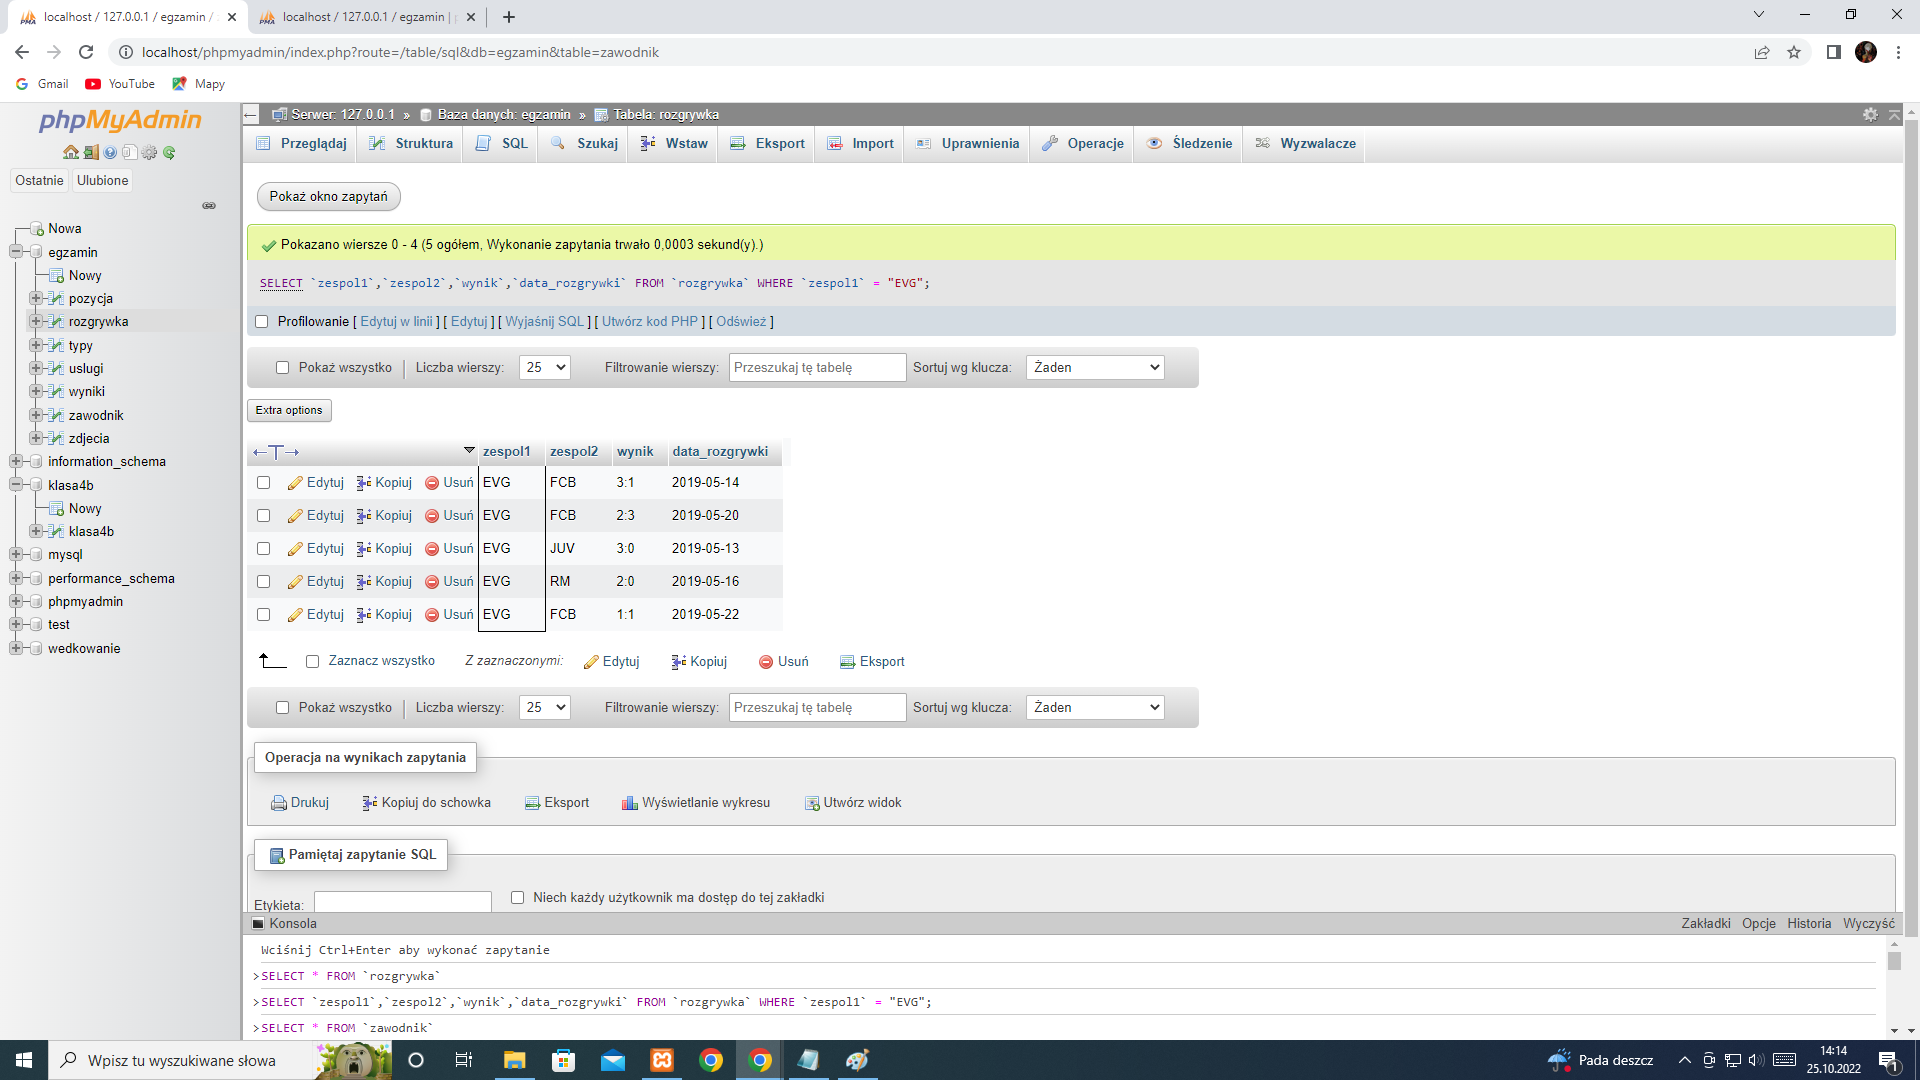 localhost / 127.0.0.1 / egzamin /
localhost / 127.0.0.1 / egzamin |
localhost/phpmyadmin/index.php?route=/table/sql&db=egzamin&table=zawodnik
Gmail YouTube Mapy
phpMyAdmin
Ostatnie Ulubione
Nowa
egzamin
Nowy
pozycja
rozgrywka
typy
uslugi
wyniki
zawodnik
zdjecia
information_schema
klasa4b
Nowy
klasa4b
mysql
performance_schema
phpmyadmin
test
wedkowanie
Serwer: 127.0.0.1 » Baza danych: egzamin » Tabela: rozgrywka
Przeglądaj Struktura SQL Szukaj Wstaw Eksport Import Uprawnienia Operacje Śledzenie Wyzwalacze
Pokaż okno zapytań
Pokazano wiersze 0 - 4 (5 ogółem, Wykonanie zapytania trwało 0,0003 sekund(y).)
SELECT `zespol1`,`zespol2`,`wynik`,`data_rozgrywki` FROM `rozgrywka` WHERE `zespol1` = "EVG";
Profilowanie [ Edytuj w linii ] [ Edytuj ] [ Wyjaśnij SQL ] [ Utwórz kod PHP ] [ Odśwież ]
Pokaż wszystko | Liczba wierszy: 25 Filtrowanie wierszy: Przeszukaj tę tabelę Sortuj wg klucza: Żaden
Extra options
←T→ zespol1 zespol2 wynik data_rozgrywki
Edytuj Kopiuj Usuń EVG FCB 3:1 2019-05-14
Edytuj Kopiuj Usuń EVG FCB 2:3 2019-05-20
Edytuj Kopiuj Usuń EVG JUV 3:0 2019-05-13
Edytuj Kopiuj Usuń EVG RM 2:0 2019-05-16
Edytuj Kopiuj Usuń EVG FCB 1:1 2019-05-22
Zaznacz wszystko Z zaznaczonymi: Edytuj Kopiuj Usuń Eksport
Pokaż wszystko | Liczba wierszy: 25 Filtrowanie wierszy: Przeszukaj tę tabelę Sortuj wg klucza: Żaden
Operacja na wynikach zapytania
Drukuj Kopiuj do schowka Eksport Wyświetlanie wykresu Utwórz widok
Pamiętaj zapytanie SQL
Etykieta: Niech każdy użytkownik ma dostęp do tej zakładki
Konsola Zakładki Opcje Historia Wyczyść
Wciśnij Ctrl+Enter aby wykonać zapytanie
>SELECT * FROM `rozgrywka`
>SELECT `zespol1`,`zespol2`,`wynik`,`data_rozgrywki` FROM `rozgrywka` WHERE `zespol1` = "EVG";
>SELECT * FROM `zawodnik`
Wpisz tu wyszukiwane słowa
Pada deszcz
14:14
25.10.2022
1